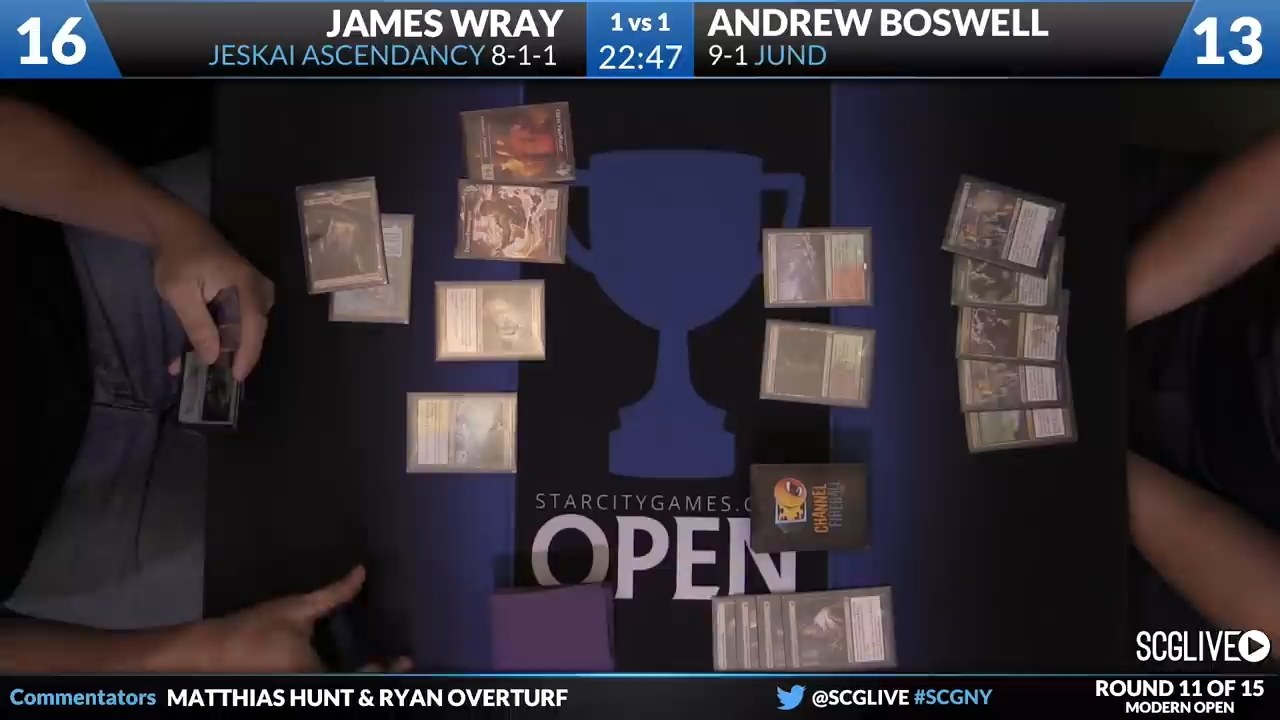 16
JAMES WRAY
JESKAI ASCENDANCY 8-1-1
1 vs 1
22:47
ANDREW BOSWELL
9-1 JUND
13
STARCITYGAMES.C
OPEN
CHANNEL
FIREBALL
SCGLIVE
Commentators MATTHIAS HUNT & RYAN OVERTURF
@SCGLIVE #SCGNY
ROUND 11 OF 15
MODERN OPEN